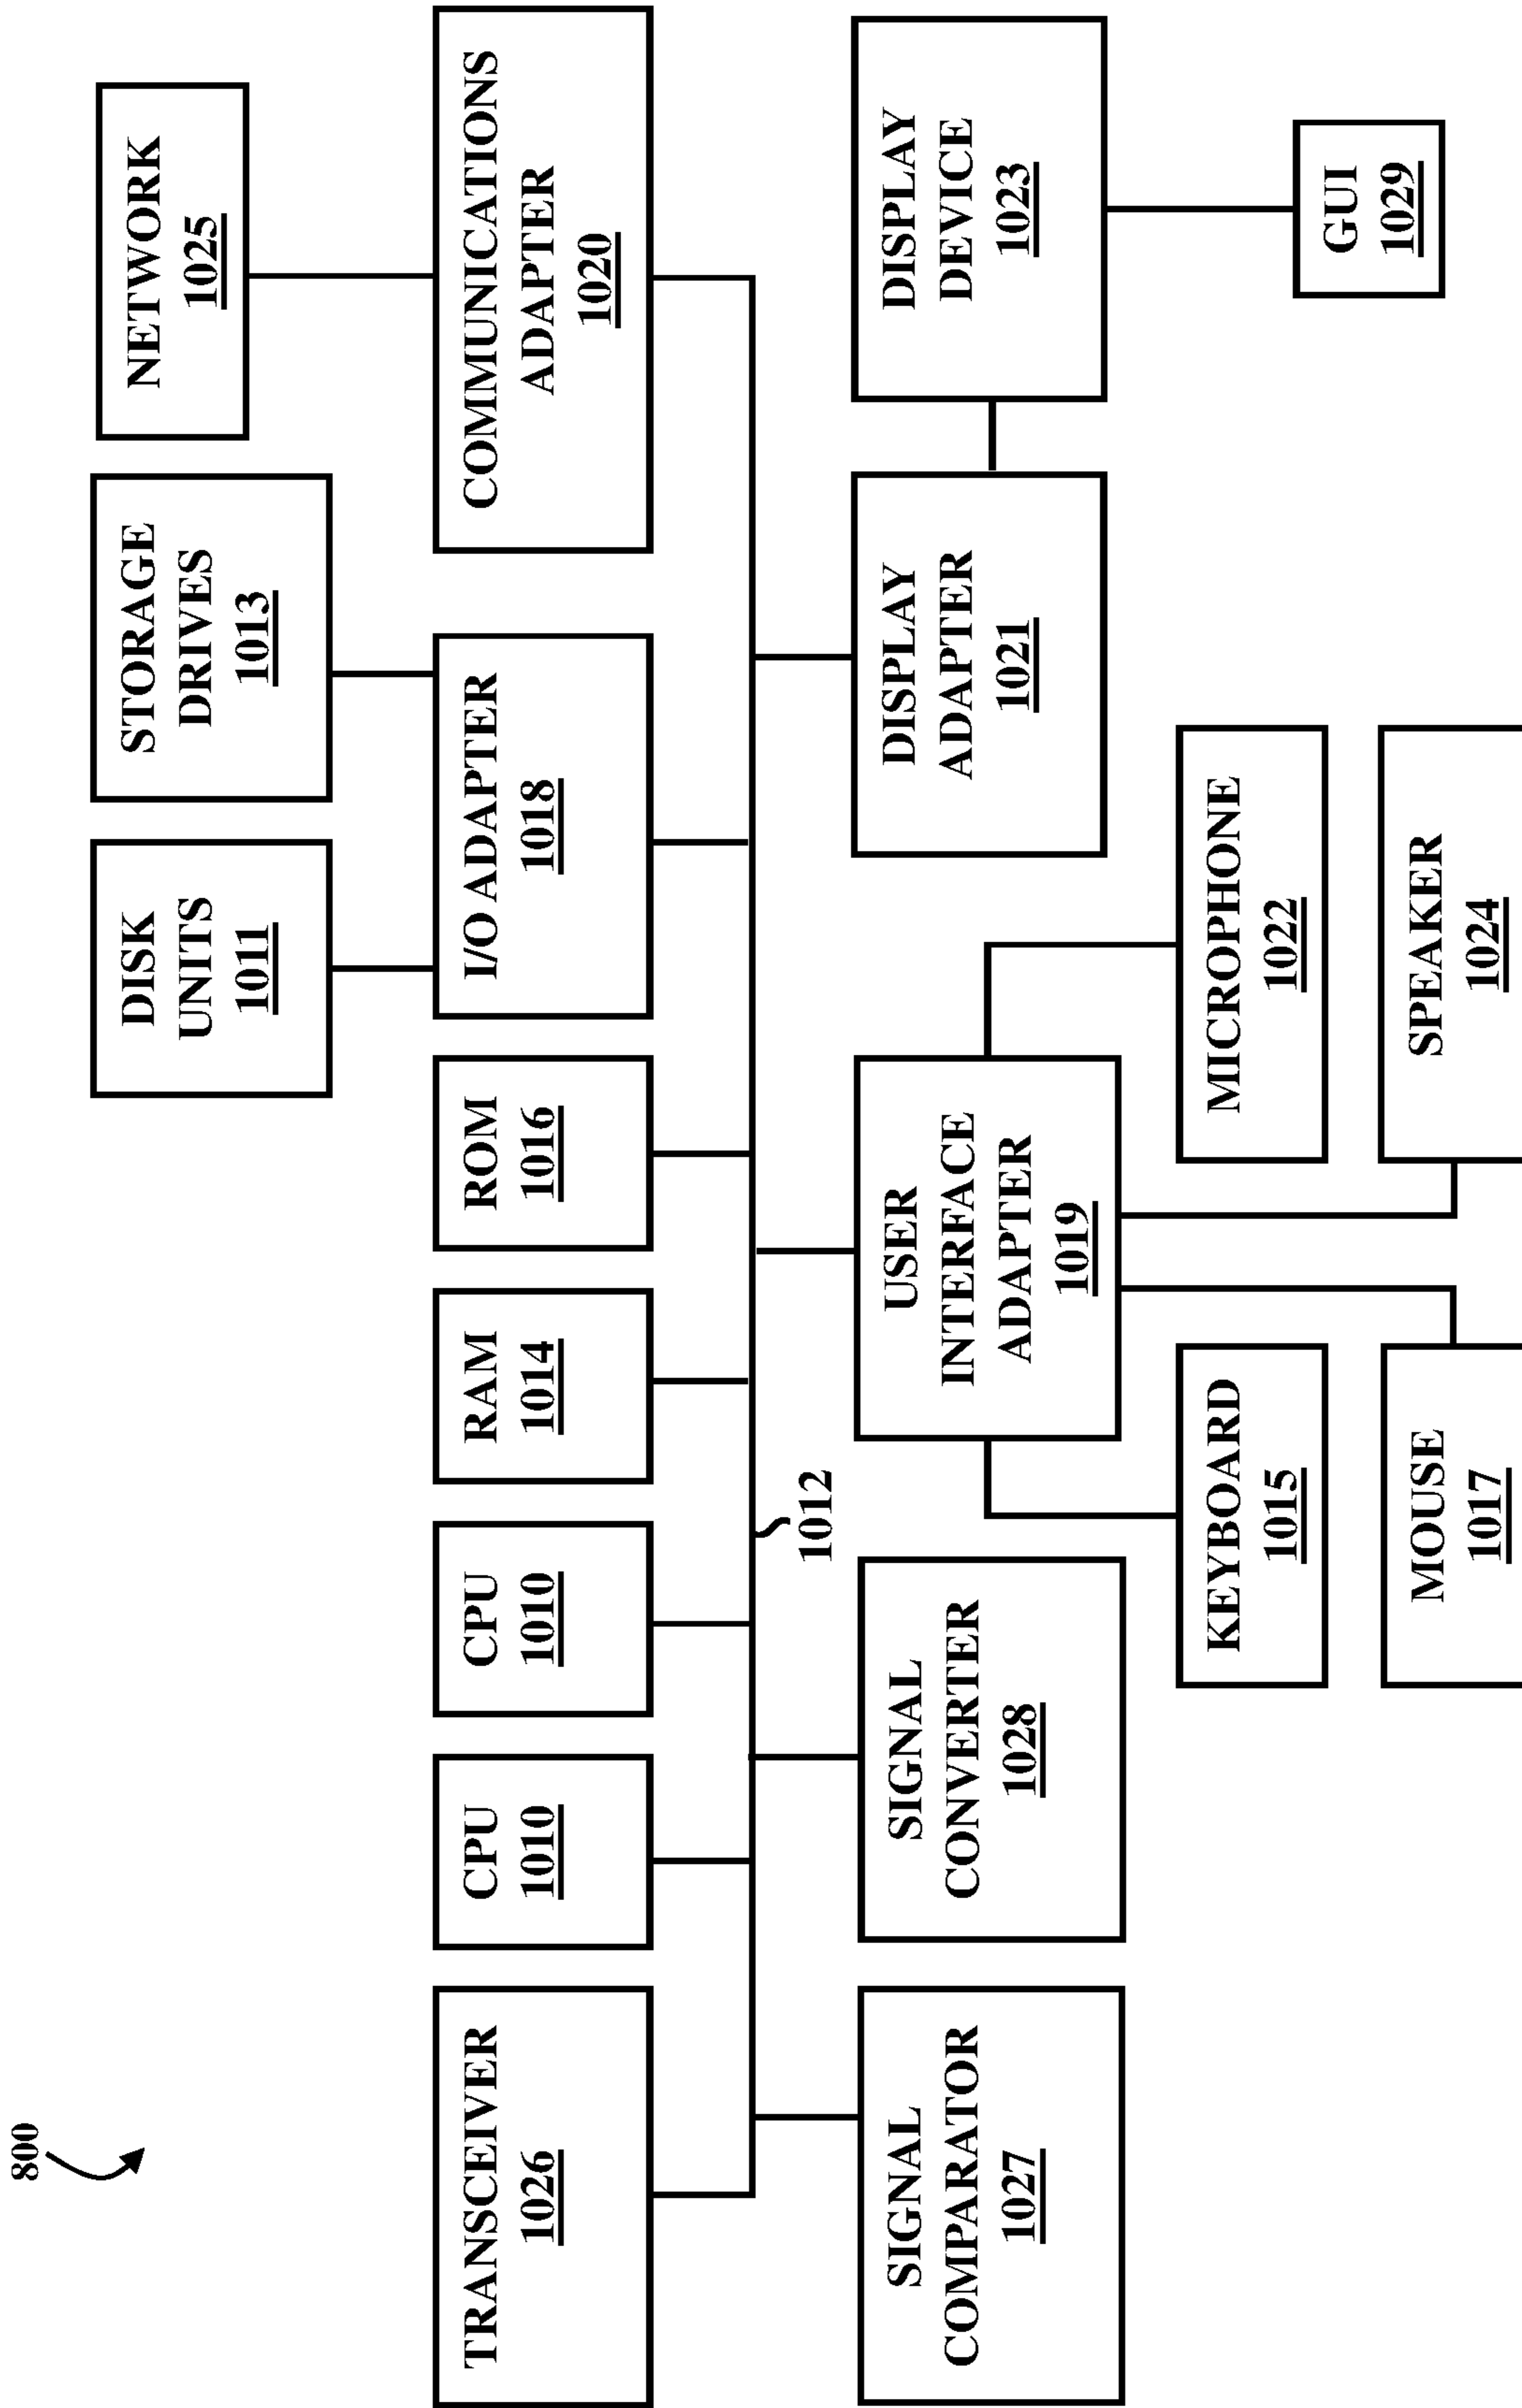 800
DISK
UNITS
1011
STORAGE
DRIVES
1013
NETWORK
1025
TRANSCEIVER
1026
CPU
1010
CPU
1010
RAM
1014
ROM
1016
I/O ADAPTER
1018
COMMUNICATIONS
ADAPTER
1020
1012
SIGNAL
COMPARATOR
1027
SIGNAL
CONVERTER
1028
USER
INTERFACE
ADAPTER
1019
DISPLAY
ADAPTER
1021
DISPLAY
DEVICE
1023
KEYBOARD
1015
MICROPHONE
1022
GUI
1029
MOUSE
1017
SPEAKER
1024